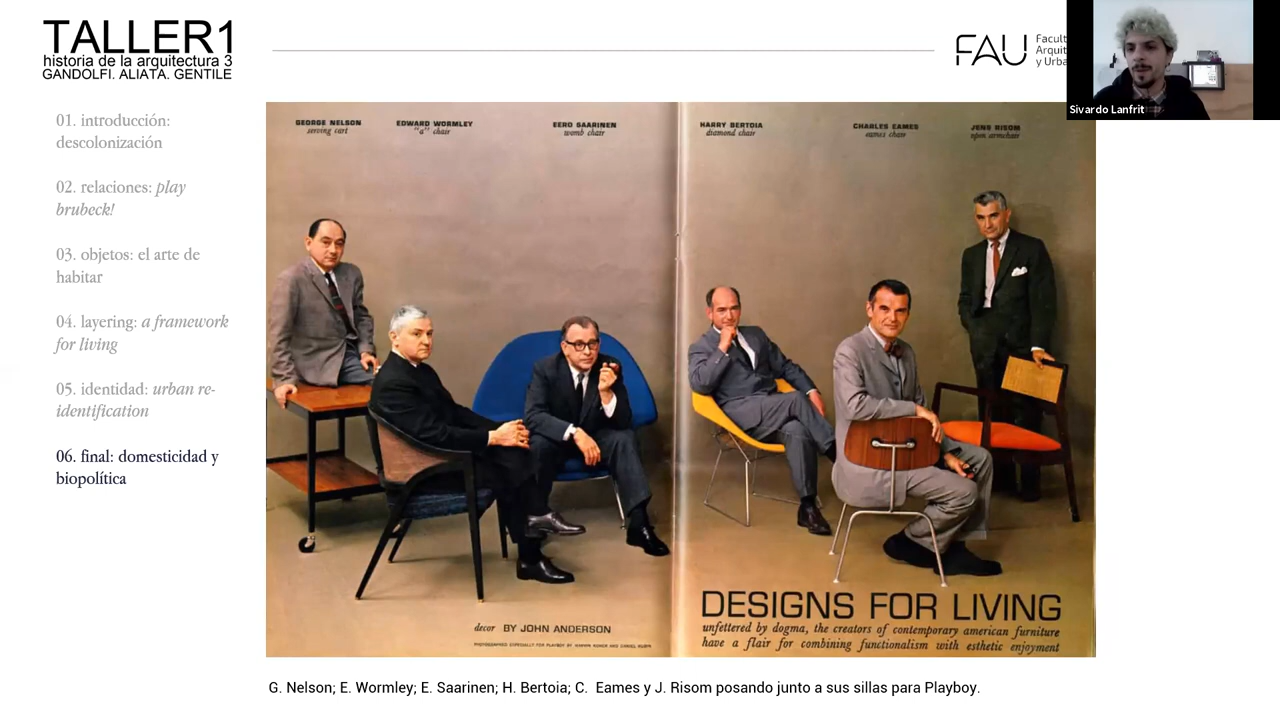 TALLER1
historia de la arquitectura 3
GANDOLFI. ALIATA. GENTILE
FAU
Facult
Arquit
y Urba
Sivardo Lanfrit
01. introducción:
descolonización
02. relaciones: play
brubeck!
03. objetos: el arte de
habitar
04. layering: a framework
for living
05. identidad: urban re-
identification
06. final: domesticidad y
biopolítica
GEORGE NELSON
serving cart
EDWARD WORMLEY
"a" chair
EERO SAARINEN
womb chair
HARRY BERTOIA
diamond chair
CHARLES EAMES
eames chair
JENS RISOM
open armchair
decor BY JOHN ANDERSON
DESIGNS FOR LIVING
unfettered by dogma, the creators of contemporary american furniture
have a flair for combining functionalism with esthetic enjoyment
G. Nelson; E. Wormley; E. Saarinen; H. Bertoia; C. Eames y J. Risom posando junto a sus sillas para Playboy.